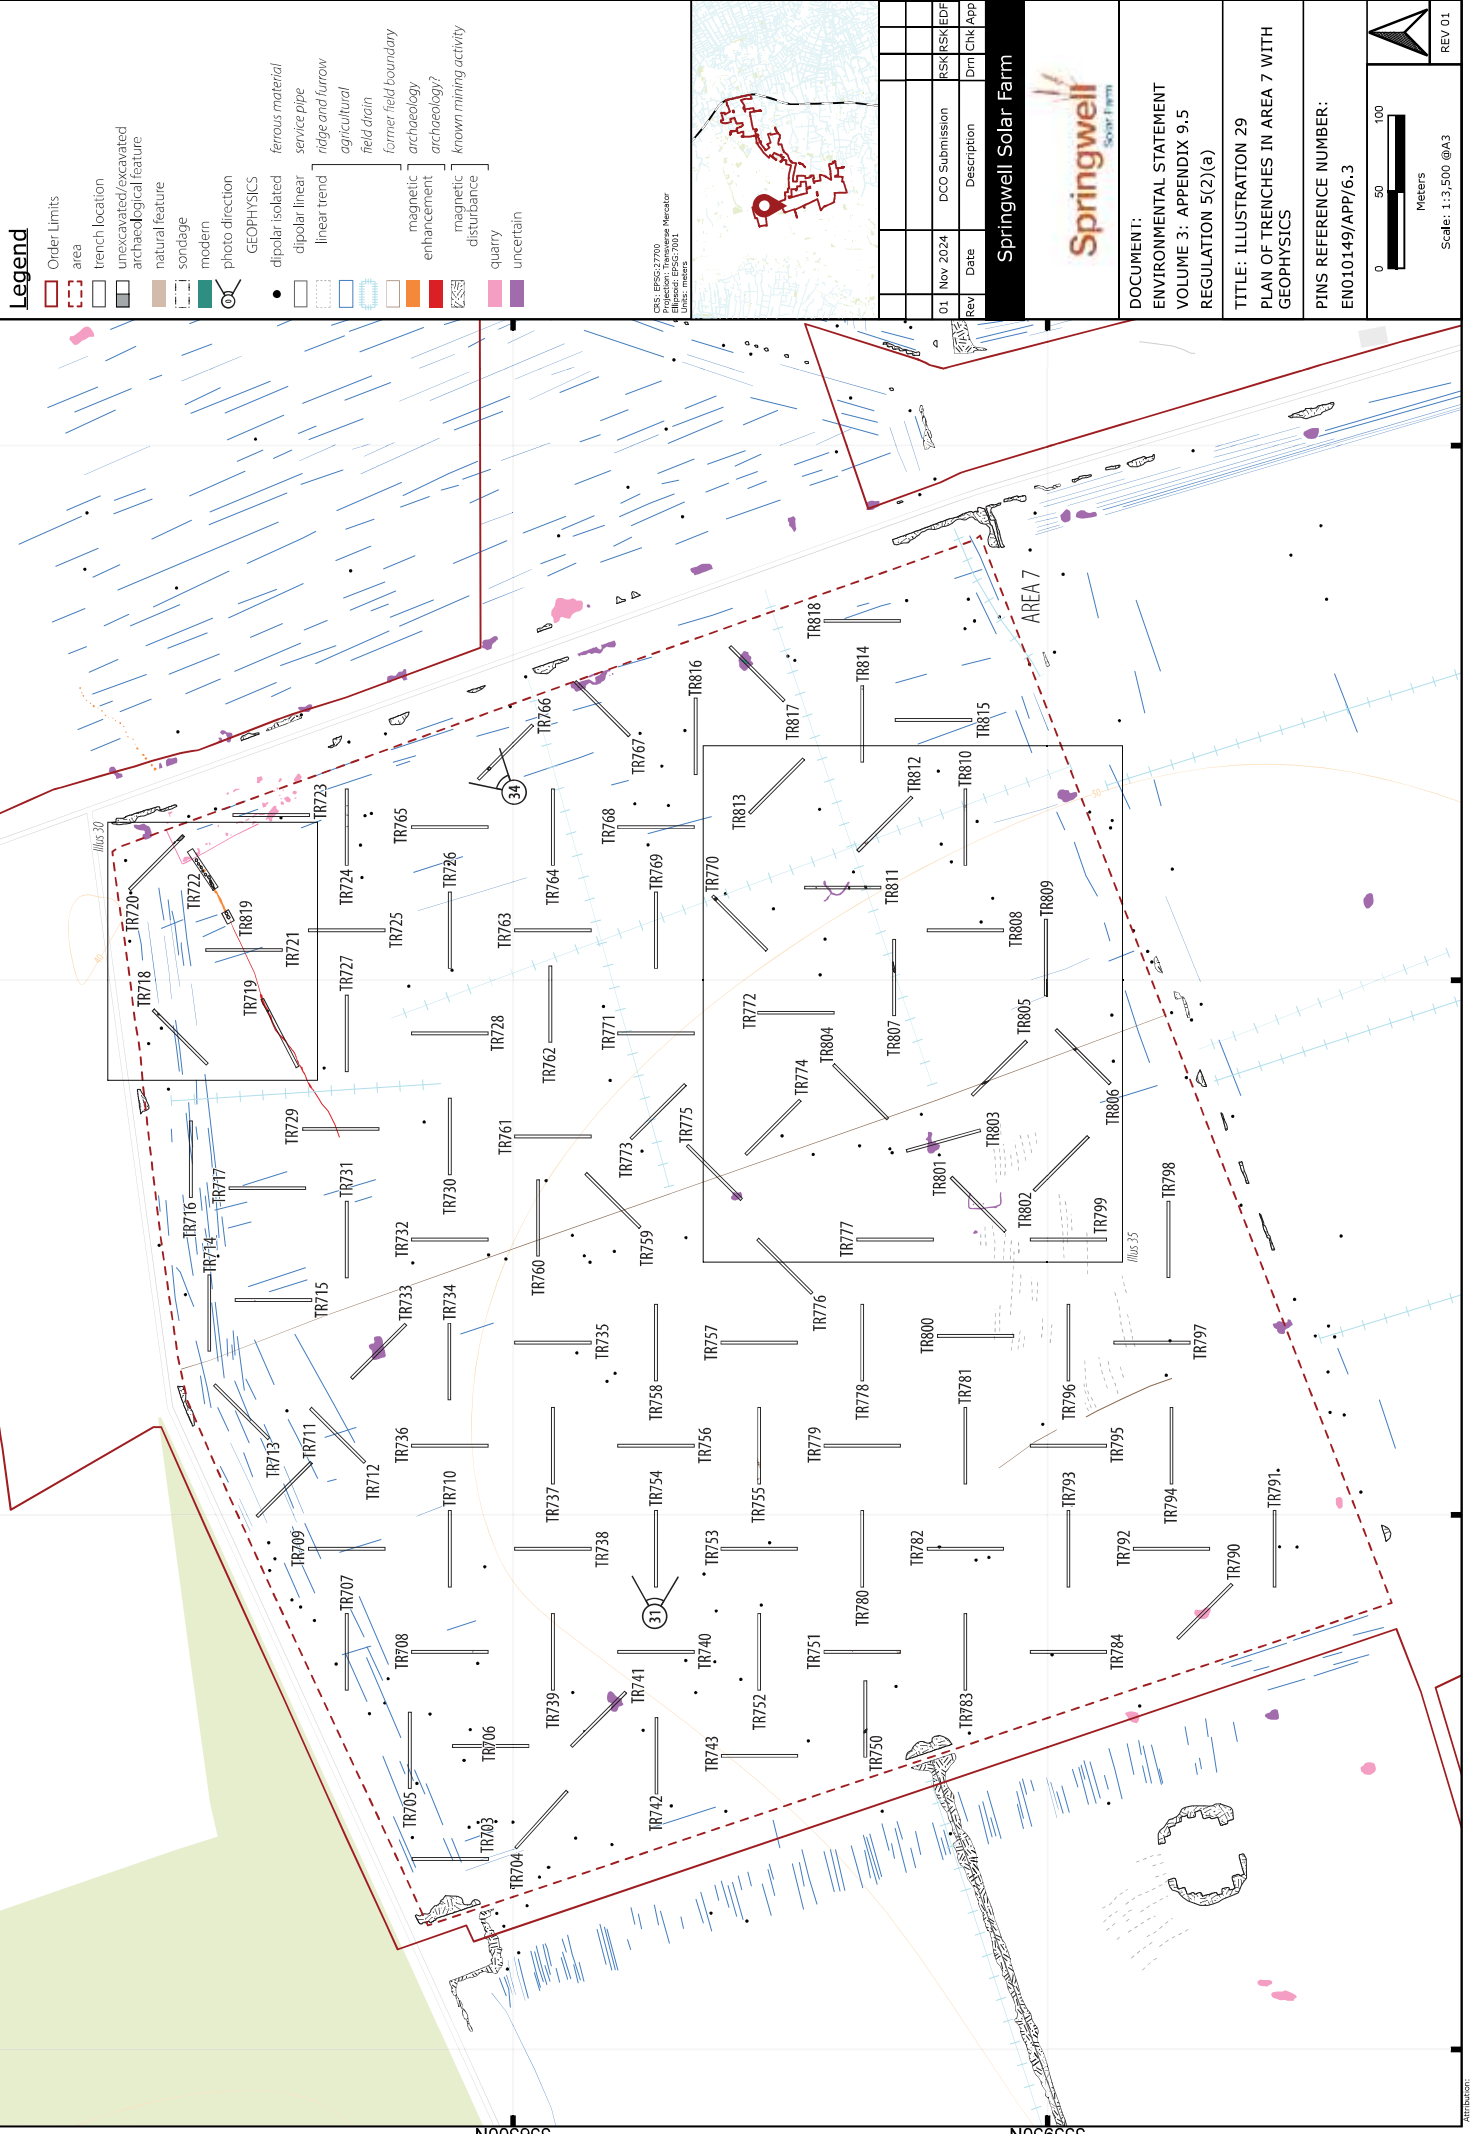 Legend
Order Limits
area
trench location
unexcavated/excavated
archaeological feature
natural feature
sondage
modern
photo direction
GEOPHYSICS
dipolar isolated ferrous material
dipolar linear service pipe
linear trend ridge and furrow
agricultural
field drain
former field boundary
magnetic
enhancement
archaeology
archaeology?
magnetic
disturbance
known mining activity
quarry
uncertain
CRS: EPSG:27700
Projection: Transverse Mercator
Ellipsoid: EPSG:7001
Units: meters
01 Nov 2024 DCO Submission RSK RSK EDF
Rev Date Description Drn Chk App
Springwell Solar Farm
Springwell
Solar Farm
DOCUMENT:
ENVIRONMENTAL STATEMENT
VOLUME 3: APPENDIX 9.5
REGULATION 5(2)(a)
TITLE: ILLUSTRATION 29
PLAN OF TRENCHES IN AREA 7 WITH
GEOPHYSICS
PINS REFERENCE NUMBER:
EN010149/APP/6.3
0 50 100
Meters
Scale: 1:3,500 @A3
REV 01
Attribution:
AREA 7
Illus 30
Illus 35
34
31
40
50
TR703
TR704
TR705
TR706
TR707
TR708
TR709
TR710
TR711
TR712
TR713
TR714
TR715
TR716
TR717
TR718
TR719
TR720
TR721
TR722
TR723
TR724
TR725
TR726
TR727
TR728
TR729
TR730
TR731
TR732
TR733
TR734
TR735
TR736
TR737
TR738
TR739
TR740
TR741
TR742
TR743
TR750
TR751
TR752
TR753
TR754
TR755
TR756
TR757
TR758
TR759
TR760
TR761
TR762
TR763
TR764
TR765
TR766
TR767
TR768
TR769
TR770
TR771
TR772
TR773
TR774
TR775
TR776
TR777
TR778
TR779
TR780
TR781
TR782
TR783
TR784
TR790
TR791
TR792
TR793
TR794
TR795
TR796
TR797
TR798
TR799
TR800
TR801
TR802
TR803
TR804
TR805
TR806
TR807
TR808
TR809
TR810
TR811
TR812
TR813
TR814
TR815
TR816
TR817
TR818
TR819